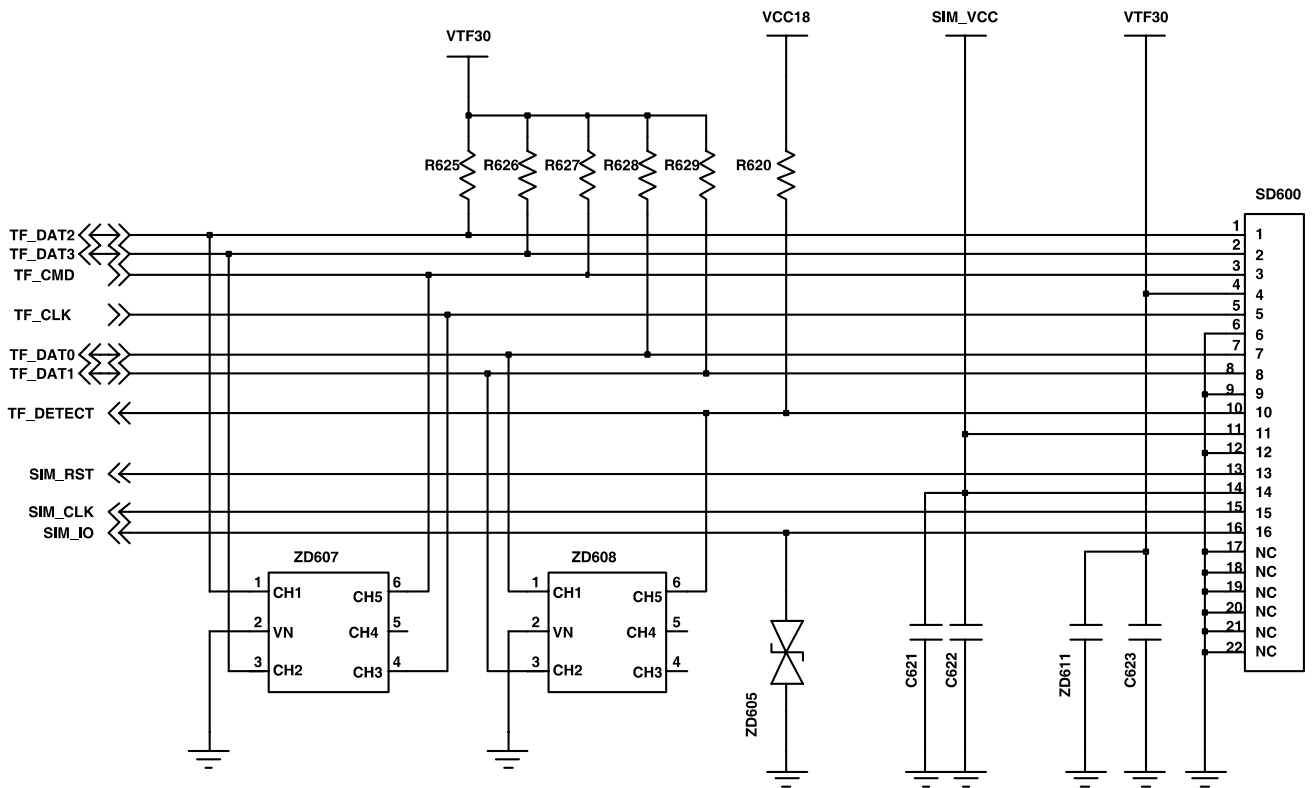 VCC18 SIM_VCC VTF30
VTF30
R625 R626 R627 R628 R629 R620
SD600
TF_DAT2 1 1
TF_DAT3 2 2
TF_CMD 3 3
4 4
TF_CLK 5 5
6 6
TF_DAT0 7 7
TF_DAT1 8 8
9 9
TF_DETECT 10 10
11 11
12 12
SIM_RST 13 13
14 14
SIM_CLK 15 15
SIM_IO 16 16
17 NC
18 NC
19 NC
20 NC
21 NC
22 NC
ZD607
1 CH1 CH5 6
2 VN CH4 5
3 CH2 CH3 4
ZD608
1 CH1 CH5 6
2 VN CH4 5
3 CH2 CH3 4
ZD605
C621
C622
ZD611
C623